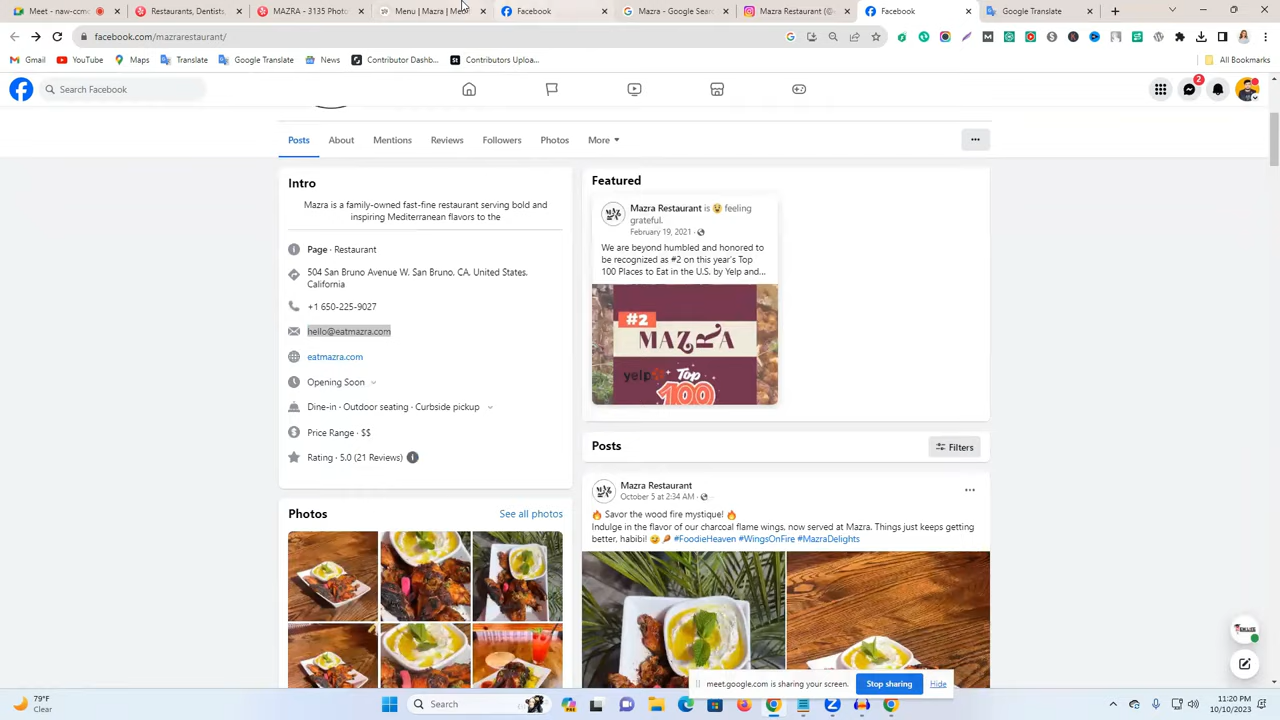 Meet - new-com
Restaurants, Dentists
MAZRA - 3135 Photo
Menu | Mazra | Med
Facebook
Mazra - Google Sear
Mazra Restaurant (@
Facebook
Google Translate
facebook.com/mazrarestaurant/
Gmail
YouTube
Maps
Translate
Google Translate
News
Contributor Dashb...
Contributors Uploa...
All Bookmarks
Search Facebook
2
Posts
About
Mentions
Reviews
Followers
Photos
More
Intro
Mazra is a family-owned fast-fine restaurant serving bold and
inspiring Mediterranean flavors to the
Page · Restaurant
504 San Bruno Avenue W, San Bruno, CA, United States,
California
+1 650-225-9027
hello@eatmazra.com
eatmazra.com
Opening Soon
Dine-in · Outdoor seating · Curbside pickup
Price Range · $$
Rating · 5.0 (21 Reviews)
Photos
See all photos
Featured
Mazra Restaurant is 😢 feeling
grateful.
February 19, 2021 ·
We are beyond humbled and honored to
be recognized as #2 on this year's Top
100 Places to Eat in the U.S. by Yelp and...
#2
MAZRA
yelp
Top
100
Posts
Filters
Mazra Restaurant
October 5 at 2:34 AM ·
🔥 Savor the wood fire mystique! 🔥
Indulge in the flavor of our charcoal flame wings, now served at Mazra. Things just keeps getting
better, habibi! 🤤 🍗 #FoodieHeaven #WingsOnFire #MazraDelights
meet.google.com is sharing your screen.
Stop sharing
Hide
79°F
Clear
Search
11:20 PM
10/10/2023